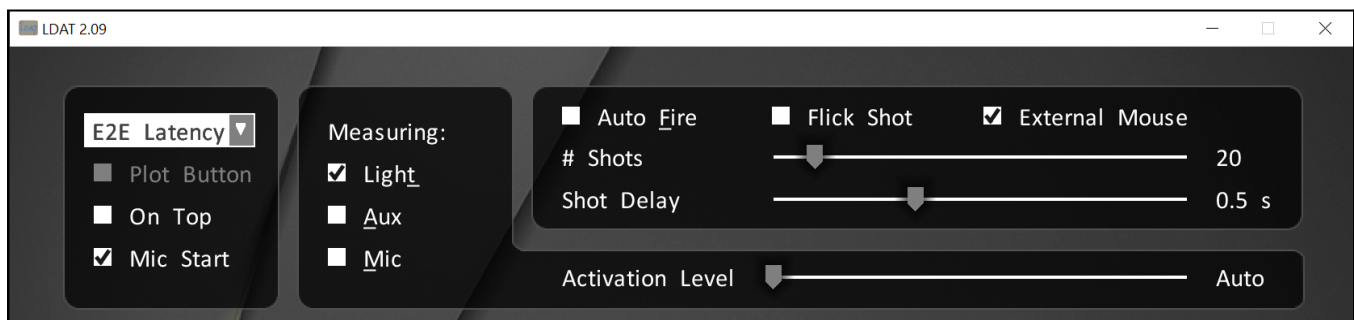 LDAT 2.09
E2E Latency
Plot Button
On Top
Mic Start
Measuring:
Light
Aux
Mic
Auto Fire Flick Shot External Mouse
# Shots 20
Shot Delay 0.5 s
Activation Level Auto